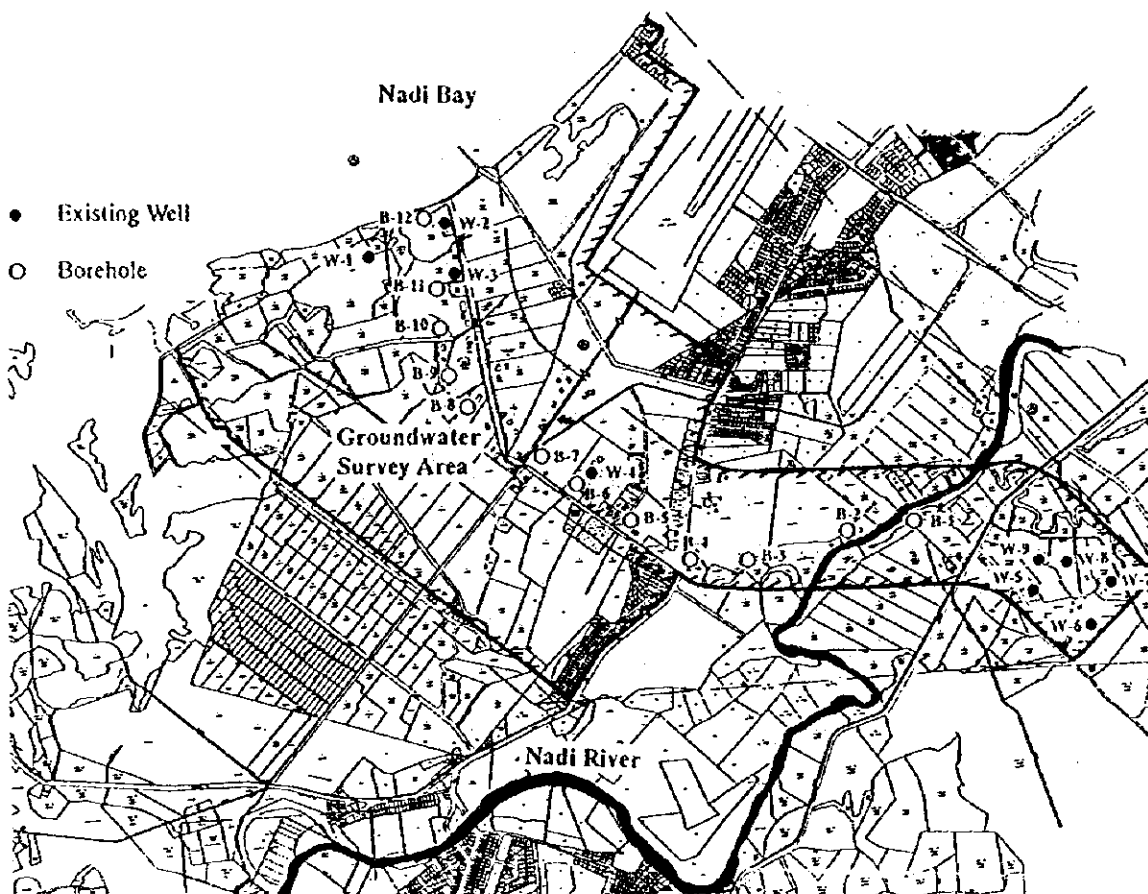 Nadi Bay
Existing Well
Borehole
B-12
W-2
W-1
W-3
B-11
B-10
B-9
B-8
Groundwater
Survey Area
B-7
W-4
B-6
B-5
B-2
B-1
B-4
B-3
W-9
W-8
W-5
W-6
Nadi River